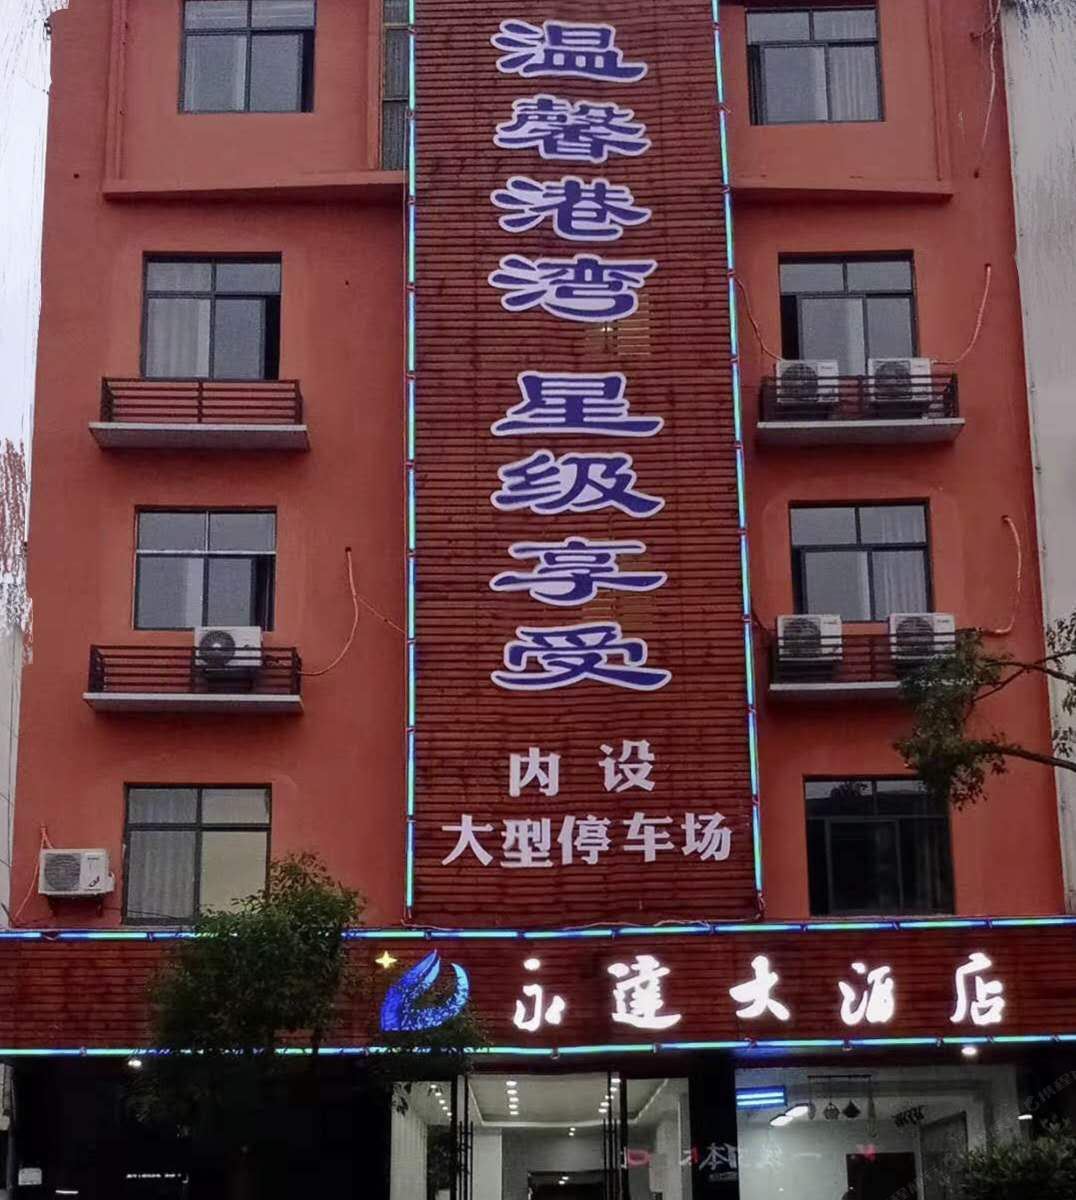 温馨港湾 星级享受
内设
大型停车场
永达大酒店